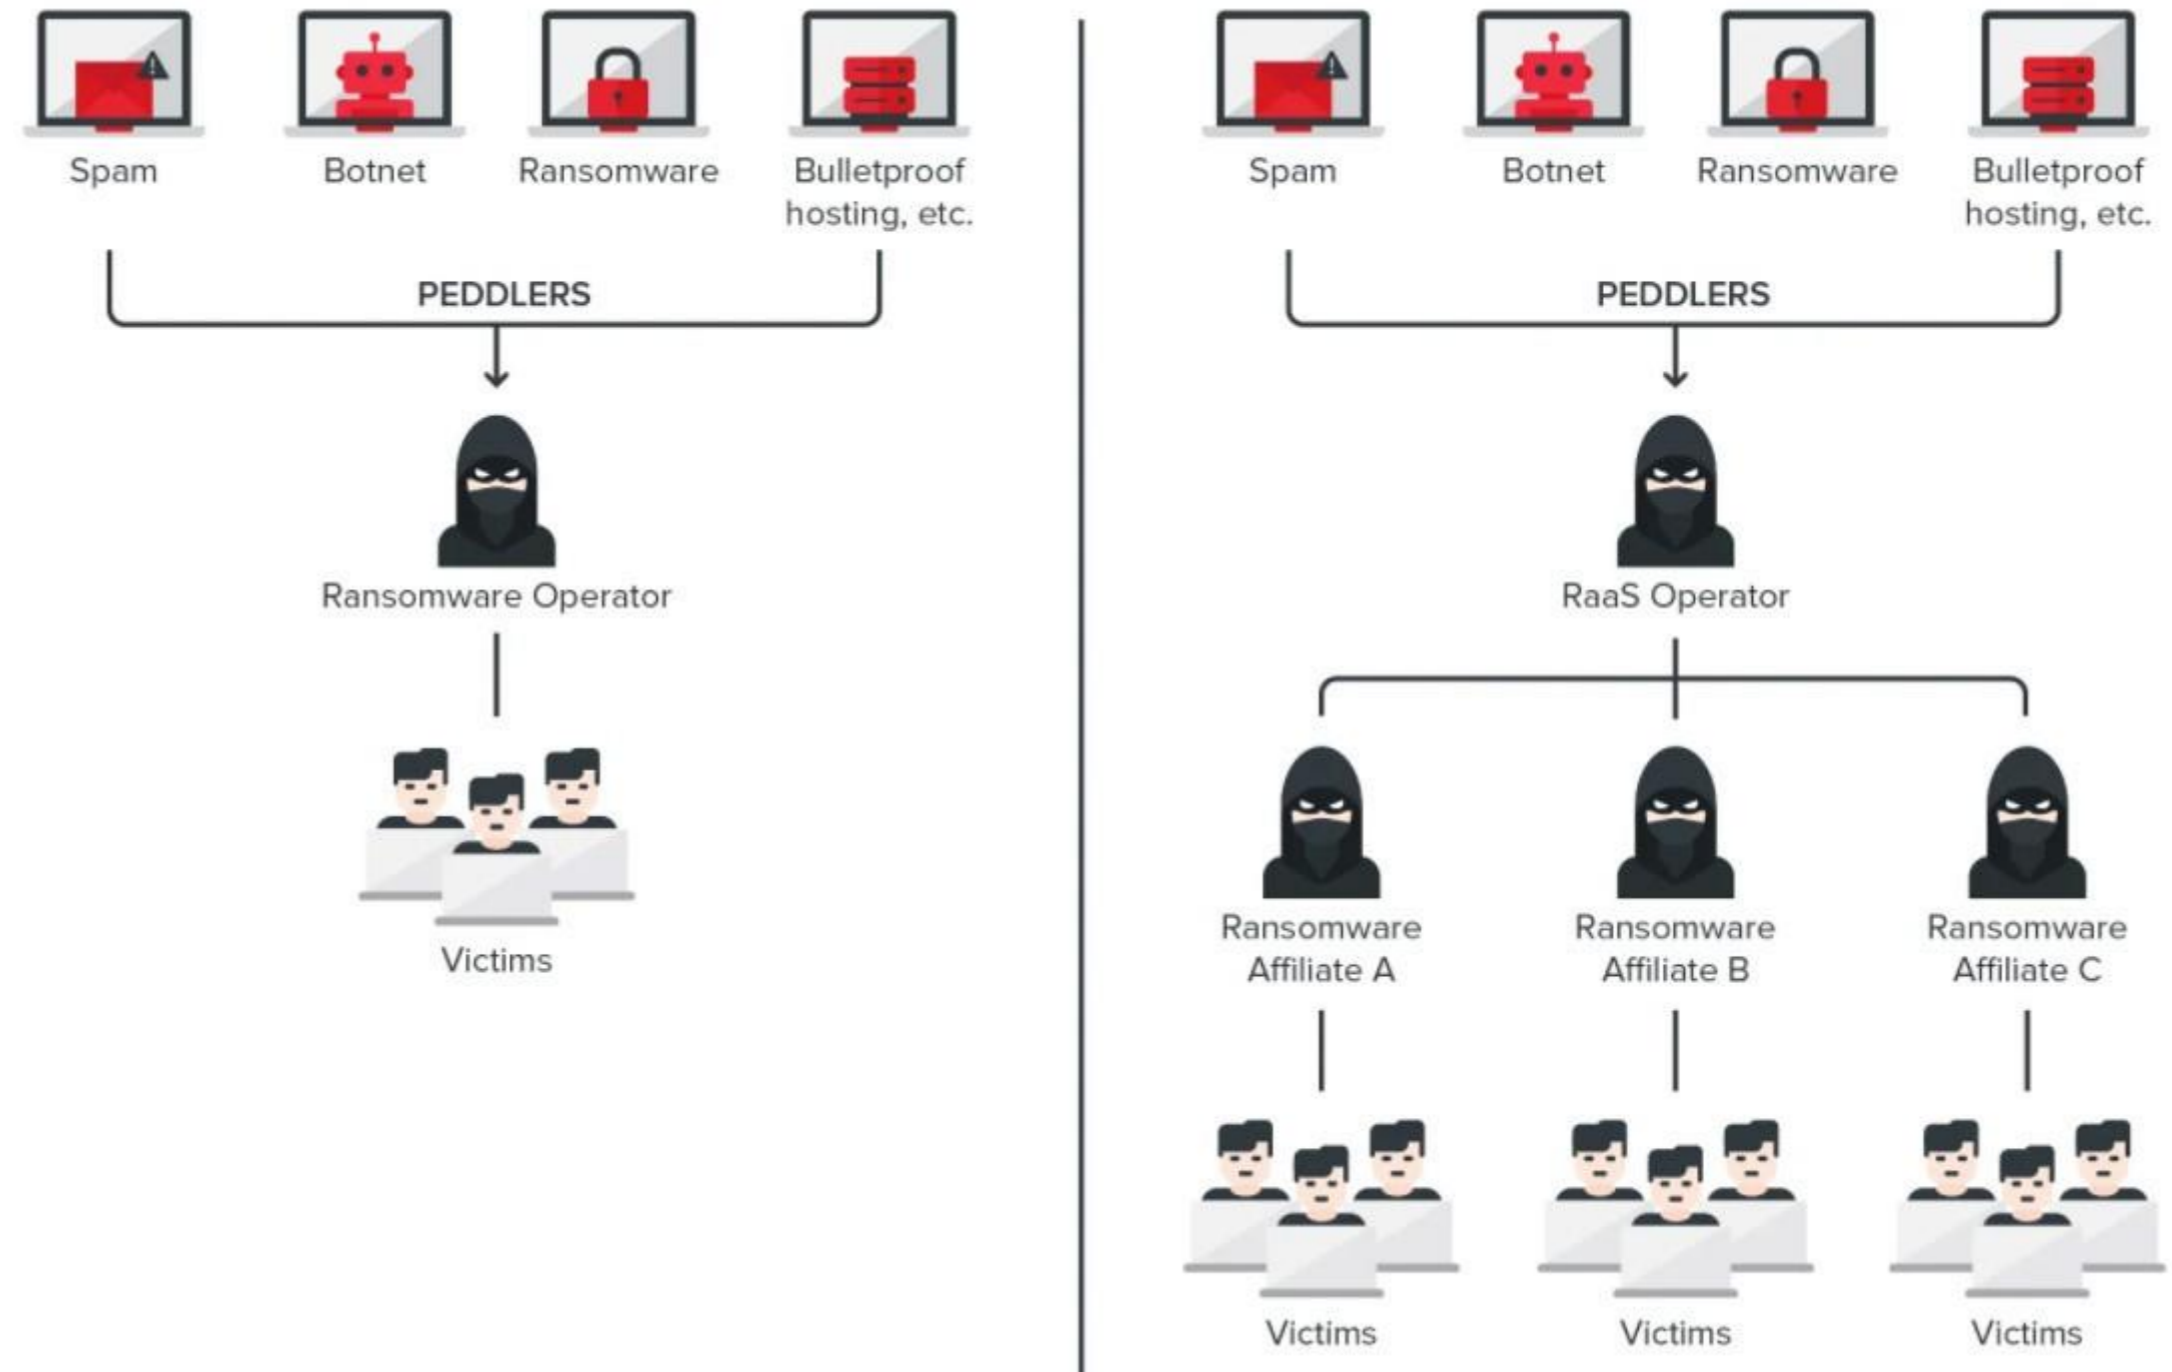 Spam
Botnet
Ransomware
Bulletproof
hosting, etc.
PEDDLERS
Ransomware Operator
Victims
Spam
Botnet
Ransomware
Bulletproof
hosting, etc.
PEDDLERS
RaaS Operator
Ransomware
Affiliate A
Ransomware
Affiliate B
Ransomware
Affiliate C
Victims
Victims
Victims